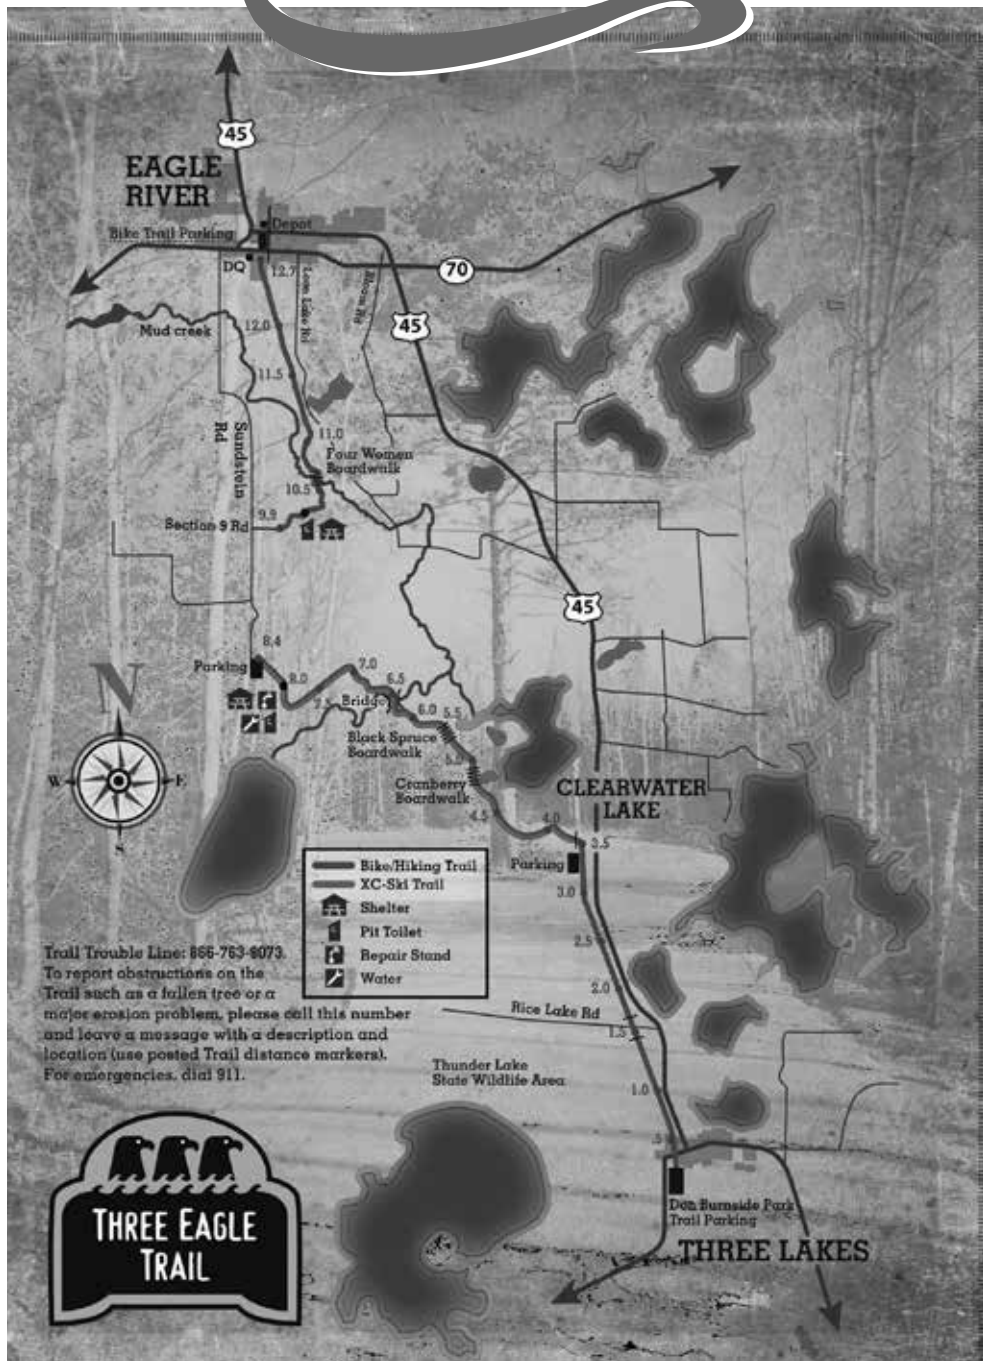 45
EAGLE
RIVER
Depot
Bike Trail Parking
DQ
12.7
70
Loon Lake Rd
Bloom Rd
45
Mud creek
12.0
11.5
11.0
Sundstein
Rd
Four Women
Boardwalk
10.5
9.9
Section 9 Rd
45
8.4
Parking
8.0
7.0
7.5
6.5
Bridge
6.0
5.5
Black Spruce
Boardwalk
5.0
Cranberry
Boardwalk
N
W
E
S
CLEARWATER
LAKE
4.5
4.0
3.5
Parking
3.0
Bike/Hiking Trail
XC-Ski Trail
Shelter
Pit Toilet
Repair Stand
Water
2.5
2.0
Rice Lake Rd
1.5
Trail Trouble Line: 866-763-8073.
To report obstructions on the
Trail such as a fallen tree or a
major erosion problem, please call this number
and leave a message with a description and
location (use posted Trail distance markers).
For emergencies, dial 911.
Thunder Lake
State Wildlife Area
1.0
.5
Don Burnside Park
Trail Parking
THREE LAKES
THREE EAGLE
TRAIL